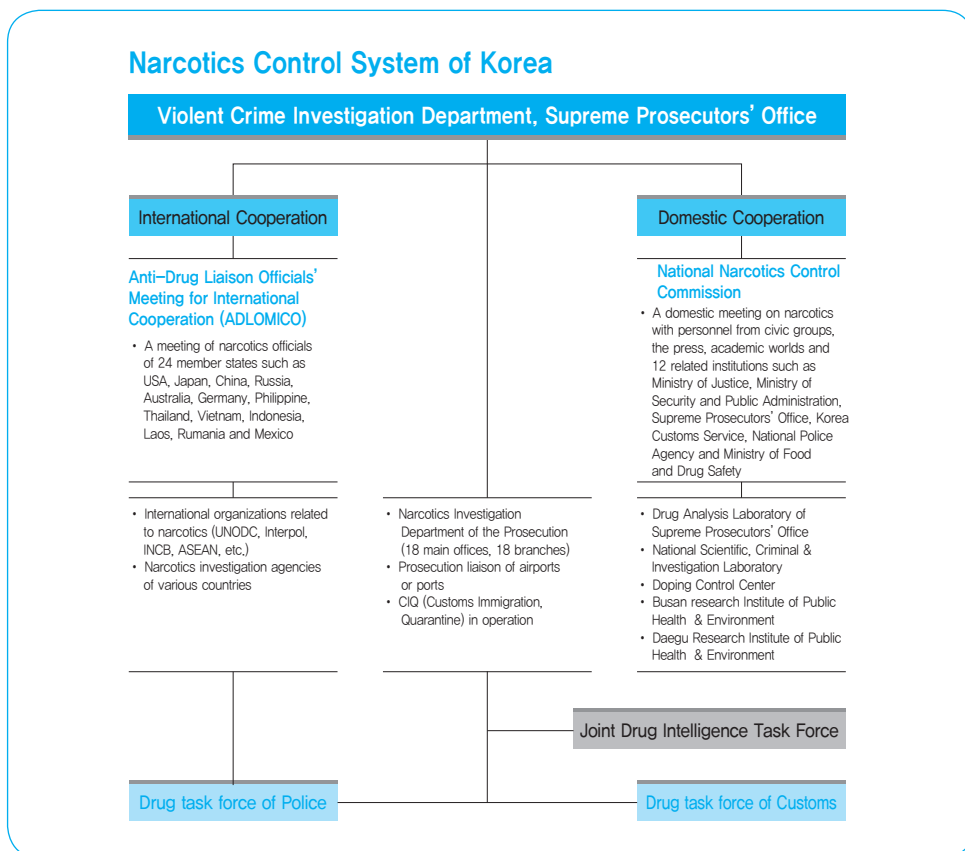 Narcotics Control System of Korea
Violent Crime Investigation Department, Supreme Prosecutors' Office
International Cooperation
Anti-Drug Liaison Officials'
Meeting for International
Cooperation (ADLOMICO)
• A meeting of narcotics officials
of 24 member states such as
USA, Japan, China, Russia,
Australia, Germany, Philippine,
Thailand, Vietnam, Indonesia,
Laos, Rumania and Mexico
• International organizations related
to narcotics (UNODC, Interpol,
INCB, ASEAN, etc.)
• Narcotics investigation agencies
of various countries
• Narcotics Investigation
Department of the Prosecution
(18 main offices, 18 branches)
• Prosecution liaison of airports
or ports
• CIQ (Customs Immigration,
Quarantine) in operation
Domestic Cooperation
National Narcotics Control
Commission
• A domestic meeting on narcotics
with personnel from civic groups,
the press, academic worlds and
12 related institutions such as
Ministry of Justice, Ministry of
Security and Public Administration,
Supreme Prosecutors' Office, Korea
Customs Service, National Police
Agency and Ministry of Food
and Drug Safety
• Drug Analysis Laboratory of
Supreme Prosecutors' Office
• National Scientific, Criminal &
Investigation Laboratory
• Doping Control Center
• Busan research Institute of Public
Health & Environment
• Daegu Research Institute of Public
Health & Environment
Joint Drug Intelligence Task Force
Drug task force of Police
Drug task force of Customs